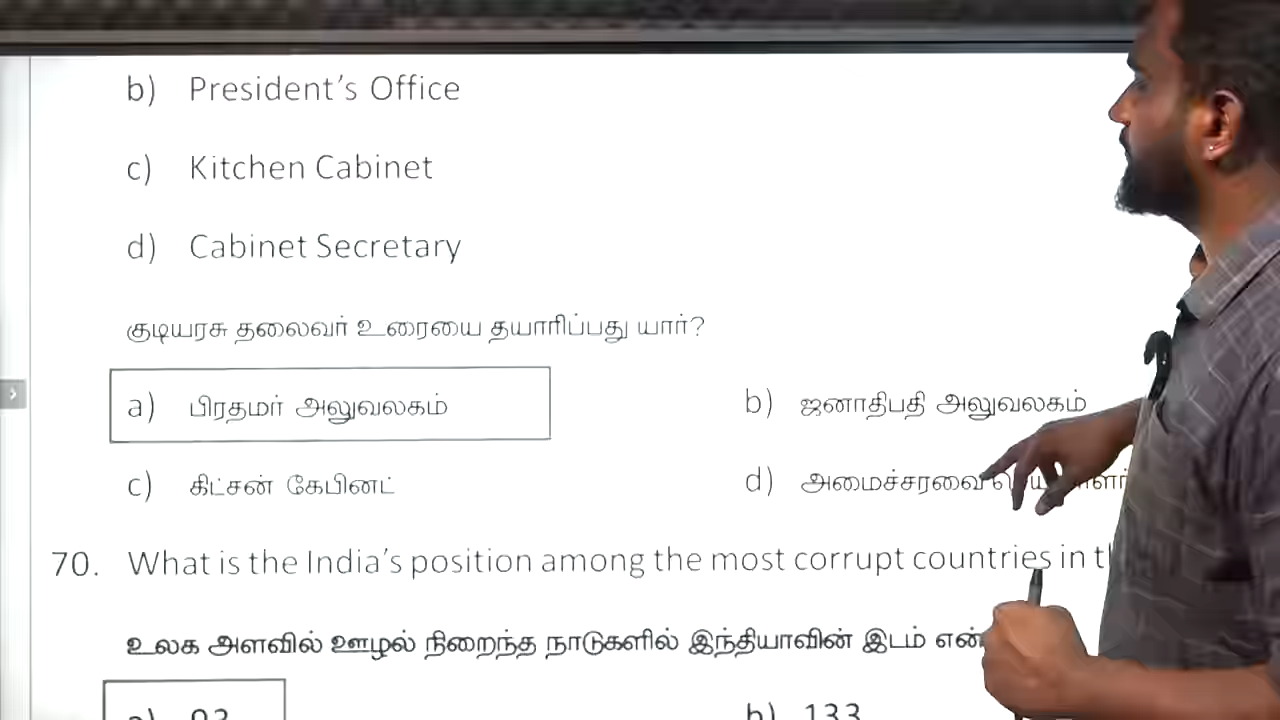 b) President's Office
c) Kitchen Cabinet
d) Cabinet Secretary
குடியரசு தலைவர் உரையை தயாரிப்பது யார்?
a) பிரதமர் அலுவலகம் b) ஜனாதிபதி அலுவலகம்
c) கிட்சன் கேபினட் d) அமைச்சரவை
70. What is the India's position among the most corrupt countries in
உலக அளவில் ஊழல் நிறைந்த நாடுகளில் இந்தியாவின் இடம்
a) 93 b) 133